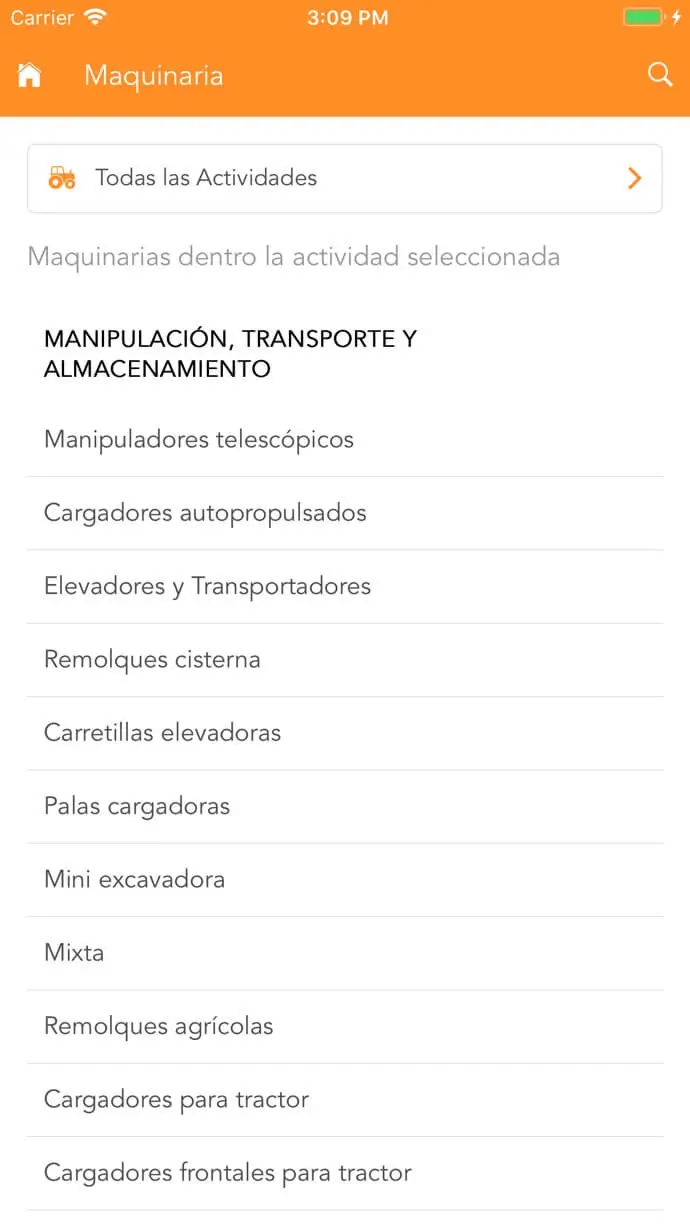 Carrier 3:09 PM
Maquinaria
Todas las Actividades
Maquinarias dentro la actividad seleccionada
MANIPULACIÓN, TRANSPORTE Y
ALMACENAMIENTO
Manipuladores telescópicos
Cargadores autopropulsados
Elevadores y Transportadores
Remolques cisterna
Carretillas elevadoras
Palas cargadoras
Mini excavadora
Mixta
Remolques agrícolas
Cargadores para tractor
Cargadores frontales para tractor